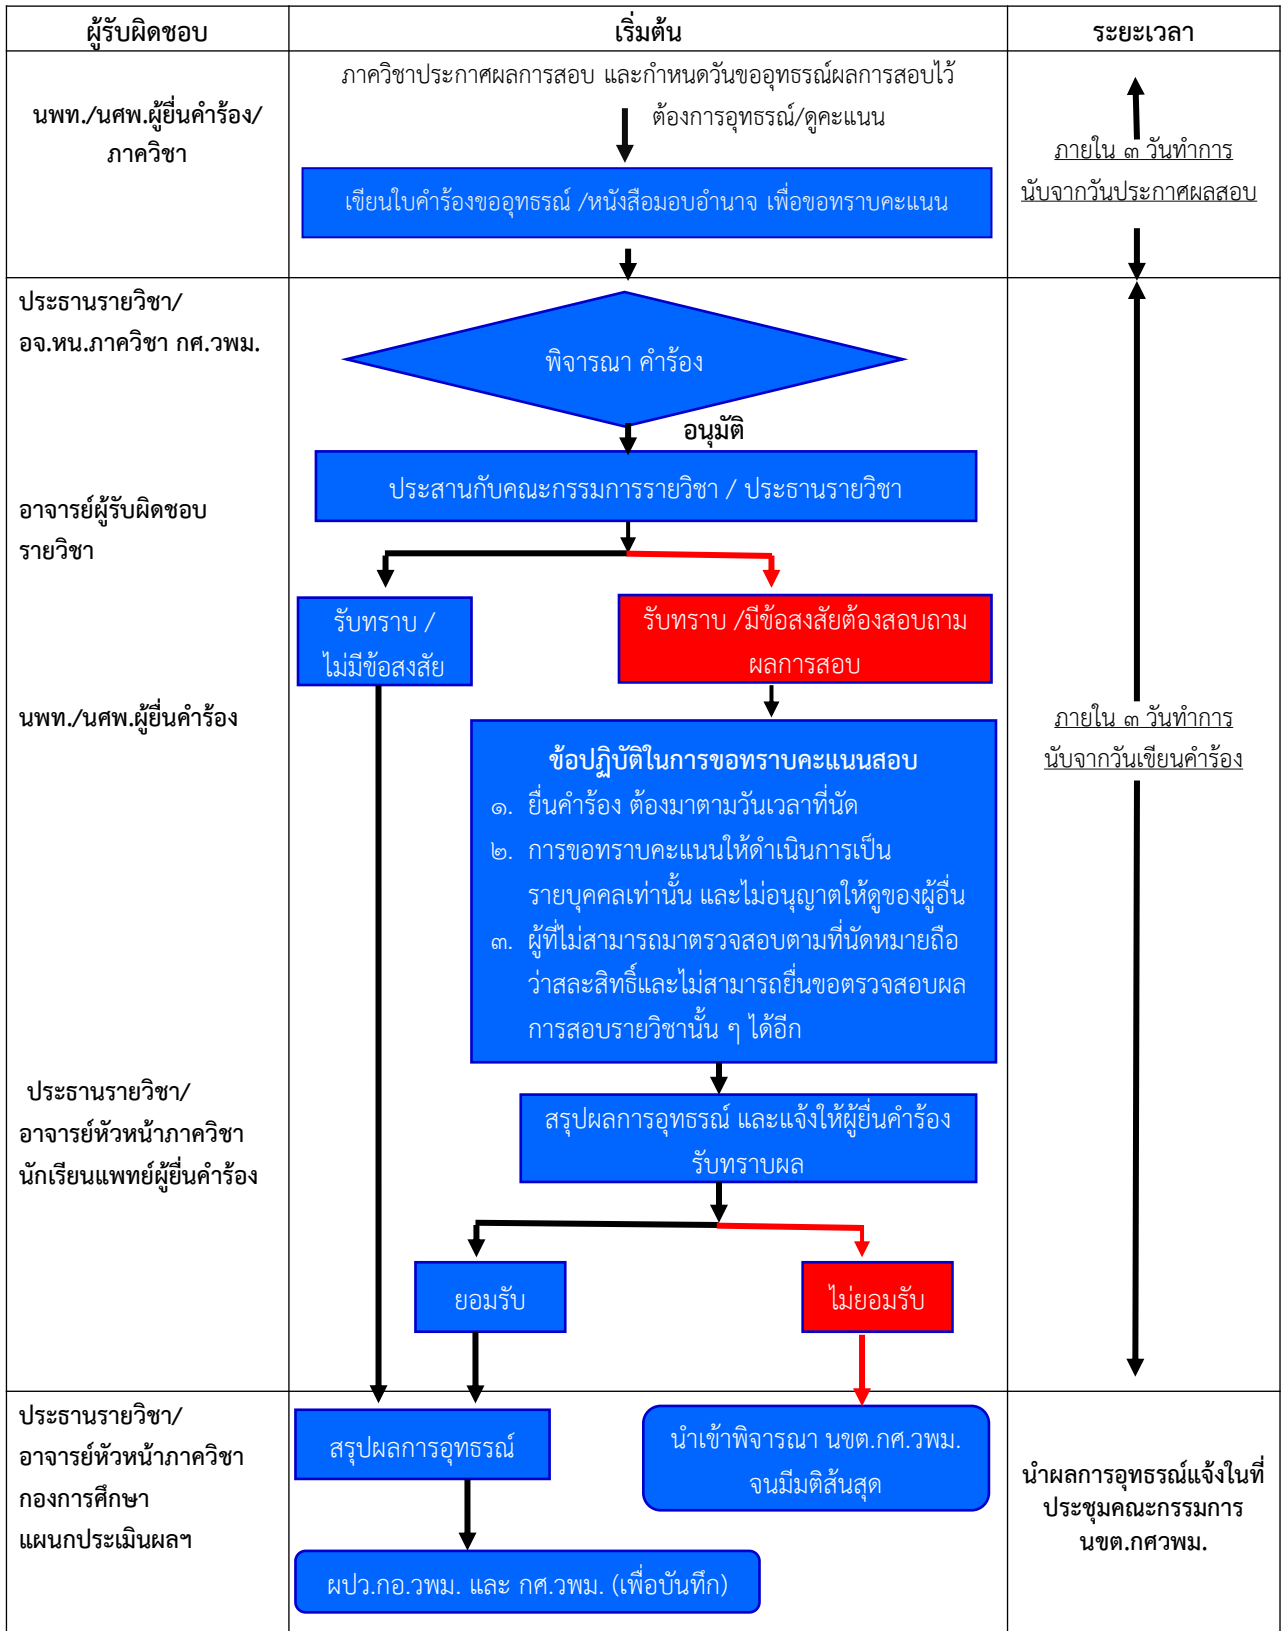 ผู้รับผิดชอบ
เริ่มต้น
ระยะเวลา
นพท./นศพ.ผู้ยื่นคำร้อง/
ภาควิชา
ภาควิชาประกาศผลการสอบ และกำหนดวันขออุทธรณ์ผลการสอบไว้
ต้องการอุทธรณ์/ดูคะแนน
เขียนใบคำร้องขออุทธรณ์ /หนังสือมอบอำนาจ เพื่อขอทราบคะแนน
ภายใน ๓ วันทำการ
นับจากวันประกาศผลสอบ
ประธานรายวิชา/
อจ.หน.ภาควิชา กศ.วพม.
พิจารณา คำร้อง
อนุมัติ
ประสานกับคณะกรรมการรายวิชา / ประธานรายวิชา
อาจารย์ผู้รับผิดชอบ
รายวิชา
รับทราบ /
ไม่มีข้อสงสัย
รับทราบ /มีข้อสงสัยต้องสอบถาม
ผลการสอบ
นพท./นศพ.ผู้ยื่นคำร้อง
ข้อปฏิบัติในการขอทราบคะแนนสอบ
๑. ยื่นคำร้อง ต้องมาตามวันเวลาที่นัด
๒. การขอทราบคะแนนให้ดำเนินการเป็น
รายบุคคลเท่านั้น และไม่อนุญาตให้ดูของผู้อื่น
๓. ผู้ที่ไม่สามารถมาตรวจสอบตามที่นัดหมายถือ
ว่าสละสิทธิ์และไม่สามารถยื่นขอตรวจสอบผล
การสอบรายวิชานั้น ๆ ได้อีก
ภายใน ๓ วันทำการ
นับจากวันเขียนคำร้อง
ประธานรายวิชา/
อาจารย์หัวหน้าภาควิชา
นักเรียนแพทย์ผู้ยื่นคำร้อง
สรุปผลการอุทธรณ์ และแจ้งให้ผู้ยื่นคำร้อง
รับทราบผล
ยอมรับ
ไม่ยอมรับ
ประธานรายวิชา/
อาจารย์หัวหน้าภาควิชา
กองการศึกษา
แผนกประเมินผลฯ
สรุปผลการอุทธรณ์
นำเข้าพิจารณา นขต.กศ.วพม.
จนมีมติสิ้นสุด
ผปว.กอ.วพม. และ กศ.วพม. (เพื่อบันทึก)
นำผลการอุทธรณ์แจ้งในที่
ประชุมคณะกรรมการ
นขต.กศวพม.